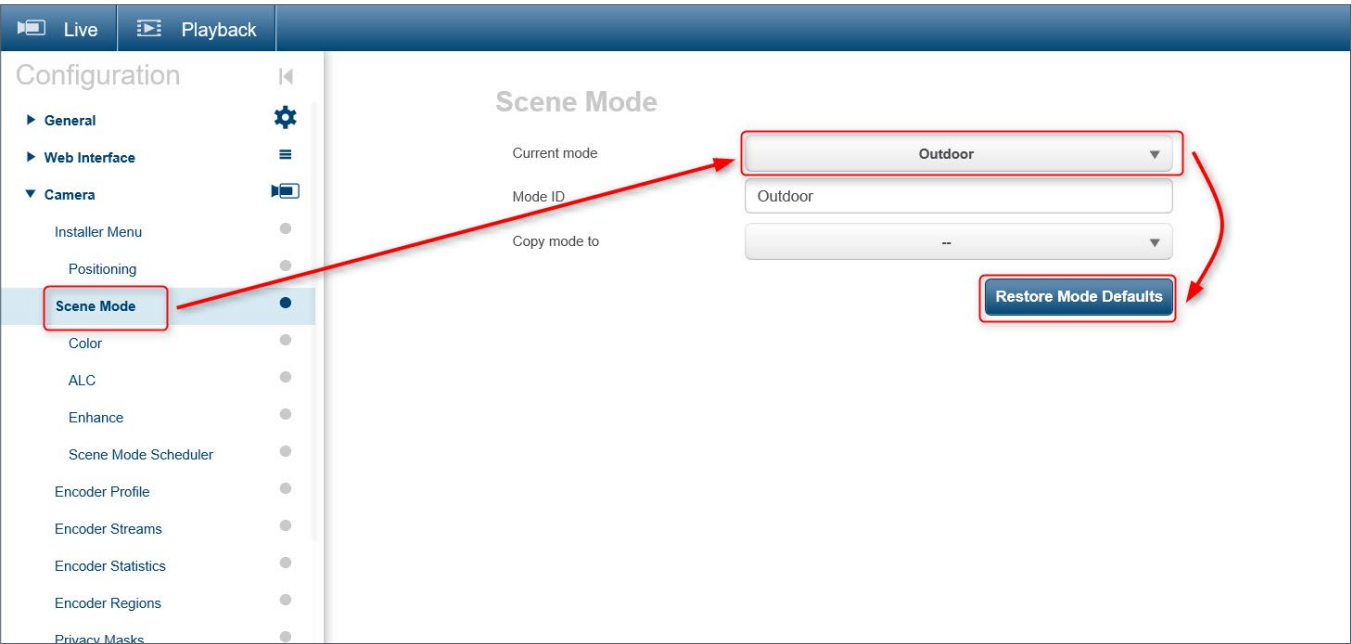 Live Playback
Configuration
General
Web Interface
Camera
Installer Menu
Positioning
Scene Mode
Color
ALC
Enhance
Scene Mode Scheduler
Encoder Profile
Encoder Streams
Encoder Statistics
Encoder Regions
Privacy Masks
Scene Mode
Current mode Outdoor
Mode ID Outdoor
Copy mode to --
Restore Mode Defaults